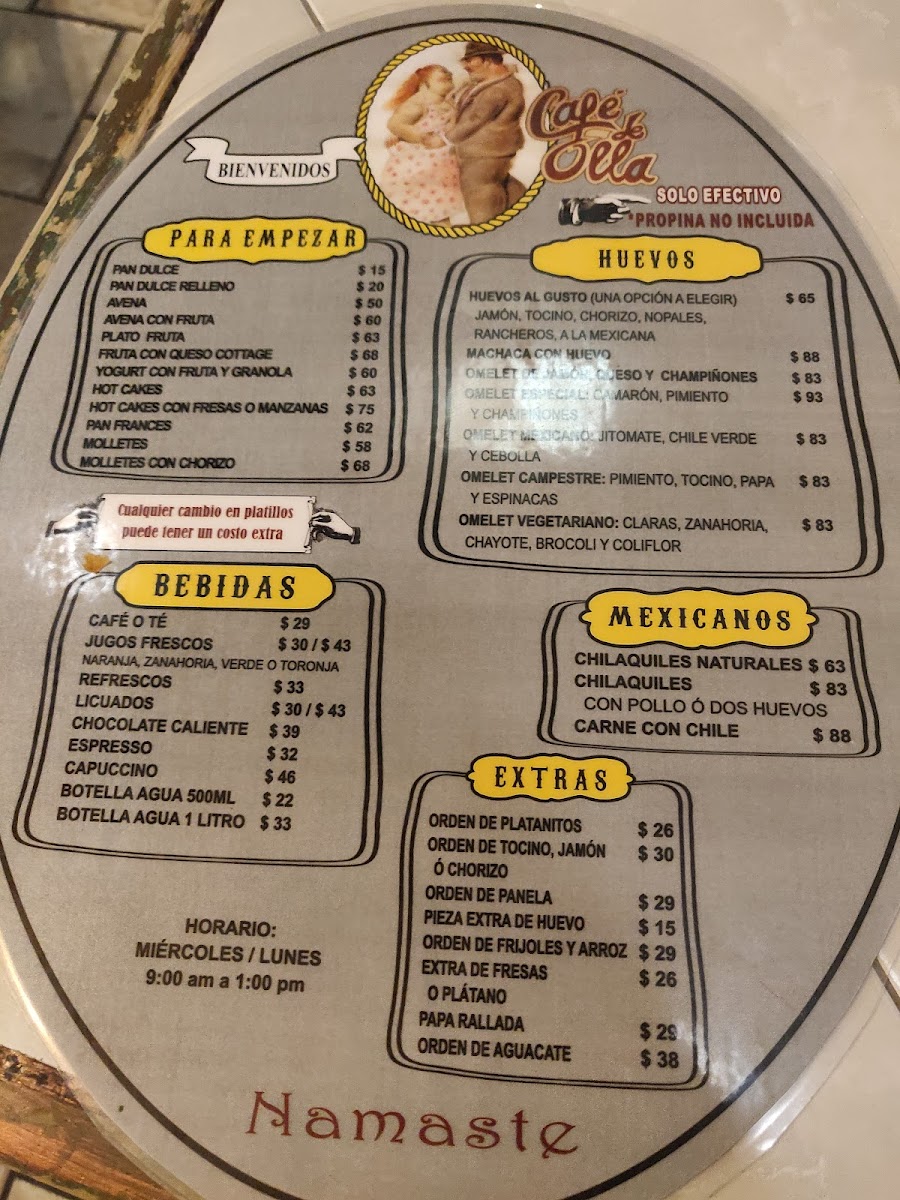 BIENVENIDOS
Café de Olla
SOLO EFECTIVO
*PROPINA NO INCLUIDA
PARA EMPEZAR
PAN DULCE $ 15
PAN DULCE RELLENO $ 20
AVENA $ 50
AVENA CON FRUTA $ 60
PLATO FRUTA $ 63
FRUTA CON QUESO COTTAGE $ 68
YOGURT CON FRUTA Y GRANOLA $ 60
HOT CAKES $ 63
HOT CAKES CON FRESAS O MANZANAS $ 75
PAN FRANCES $ 62
MOLLETES $ 58
MOLLETES CON CHORIZO $ 68
Cualquier cambio en platillos
puede tener un costo extra
HUEVOS
HUEVOS AL GUSTO (UNA OPCIÓN A ELEGIR) $ 65
JAMÓN, TOCINO, CHORIZO, NOPALES,
RANCHEROS, A LA MEXICANA
MACHACA CON HUEVO $ 88
OMELET DE JAMÓN, QUESO Y CHAMPIÑONES $ 83
OMELET ESPECIAL: CAMARÓN, PIMIENTO $ 93
Y CHAMPIÑONES
OMELET MEXICANO: JITOMATE, CHILE VERDE $ 83
Y CEBOLLA
OMELET CAMPESTRE: PIMIENTO, TOCINO, PAPA $ 83
Y ESPINACAS
OMELET VEGETARIANO: CLARAS, ZANAHORIA, $ 83
CHAYOTE, BROCOLI Y COLIFLOR
BEBIDAS
CAFÉ O TÉ $ 29
JUGOS FRESCOS $ 30 / $ 43
NARANJA, ZANAHORIA, VERDE O TORONJA
REFRESCOS $ 33
LICUADOS $ 30 / $ 43
CHOCOLATE CALIENTE $ 39
ESPRESSO $ 32
CAPUCCINO $ 46
BOTELLA AGUA 500ML $ 22
BOTELLA AGUA 1 LITRO $ 33
MEXICANOS
CHILAQUILES NATURALES $ 63
CHILAQUILES $ 83
CON POLLO Ó DOS HUEVOS
CARNE CON CHILE $ 88
EXTRAS
ORDEN DE PLATANITOS $ 26
ORDEN DE TOCINO, JAMÓN $ 30
Ó CHORIZO
ORDEN DE PANELA $ 29
PIEZA EXTRA DE HUEVO $ 15
ORDEN DE FRIJOLES Y ARROZ $ 29
EXTRA DE FRESAS $ 26
O PLÁTANO
PAPA RALLADA $ 29
ORDEN DE AGUACATE $ 38
HORARIO:
MIÉRCOLES / LUNES
9:00 am a 1:00 pm
Namaste